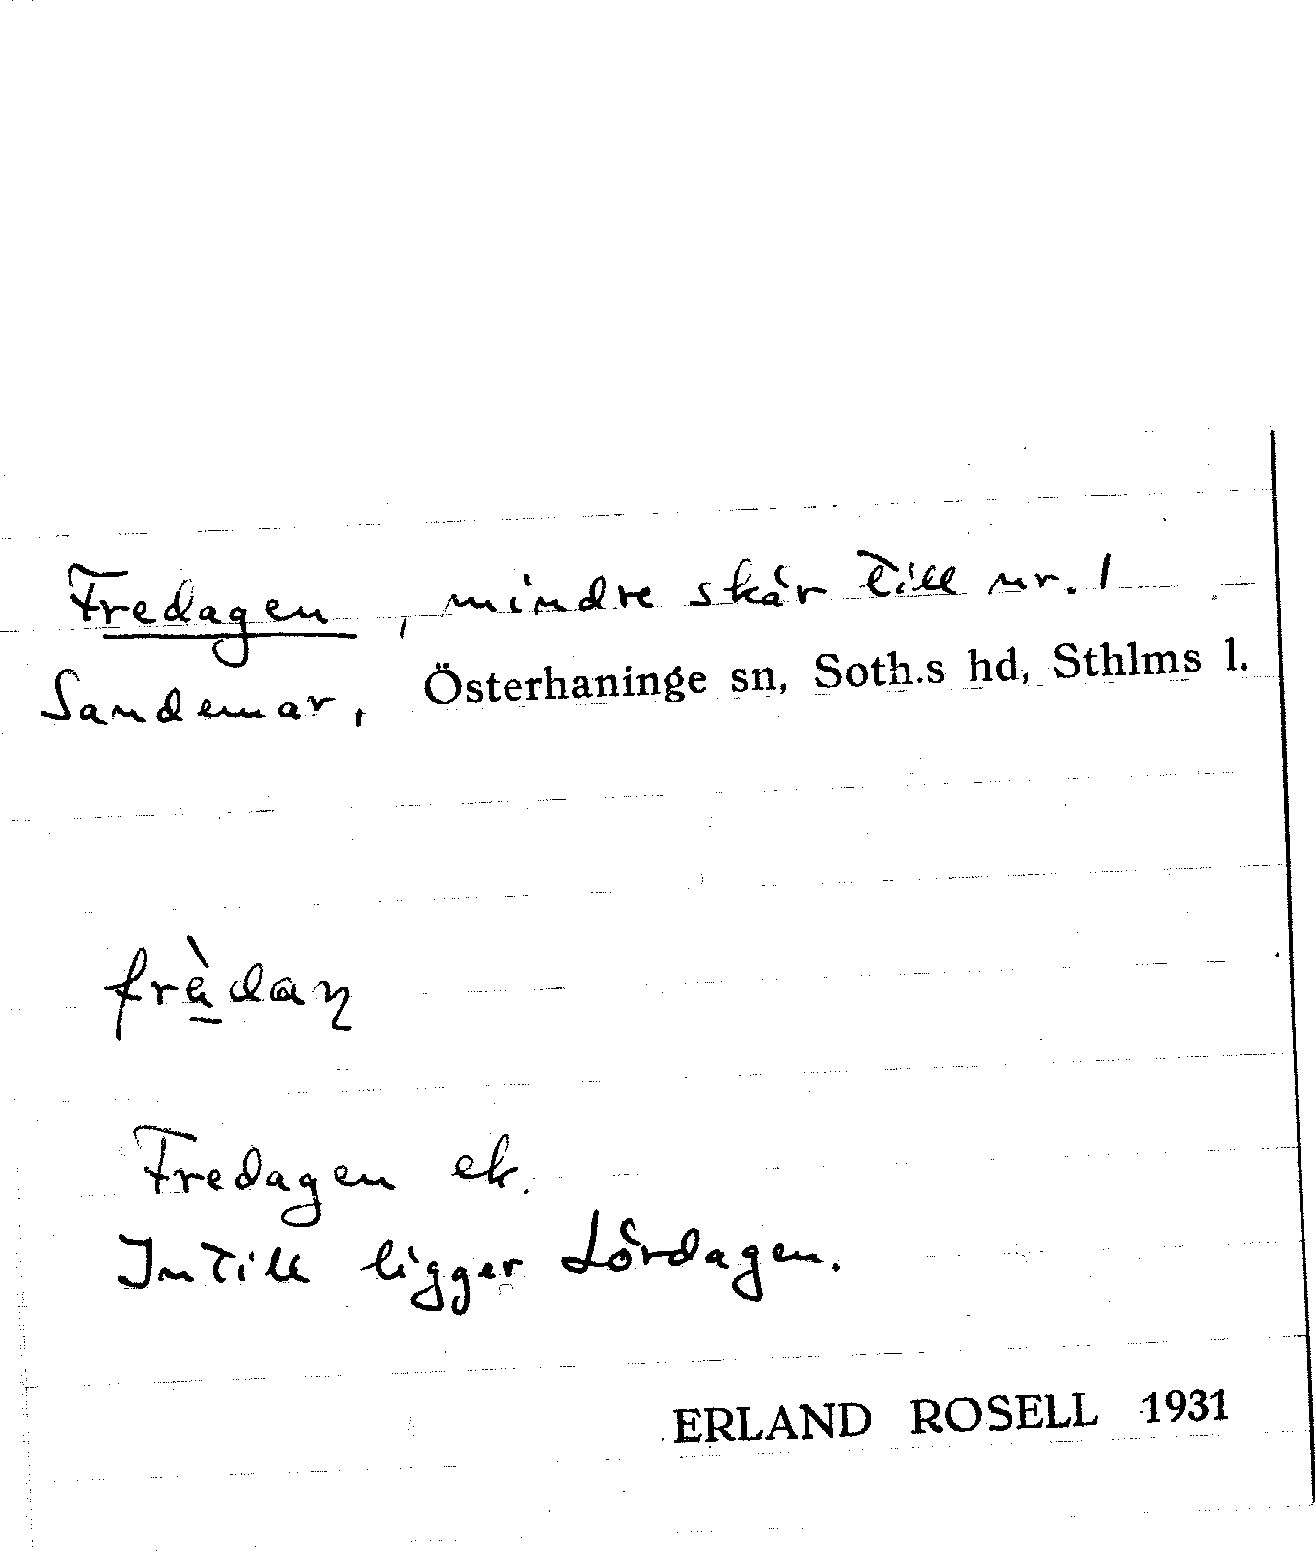 Fredagen, mindre skär till nr. 1
Sandemar, Österhaninge sn, Soth.s hd, Sthlms l.
frèdaŋ
Fredagen ek.
Intill ligger Lördagen.
ERLAND ROSELL 1931